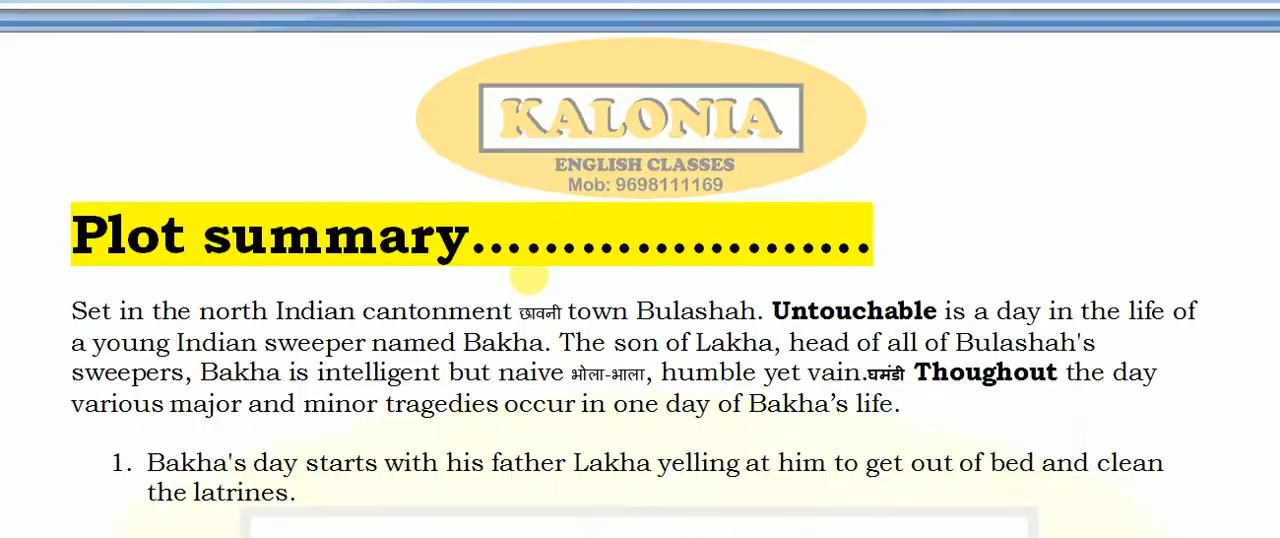 KALONIA
ENGLISH CLASSES
Mob: 9698111169
Plot summary......................
Set in the north Indian cantonment छावनी town Bulashah. Untouchable is a day in the life of
a young Indian sweeper named Bakha. The son of Lakha, head of all of Bulashah's
sweepers, Bakha is intelligent but naive भोला-भाला, humble yet vain.घमंडी Thoughout the day
various major and minor tragedies occur in one day of Bakha’s life.
1. Bakha's day starts with his father Lakha yelling at him to get out of bed and clean
the latrines.